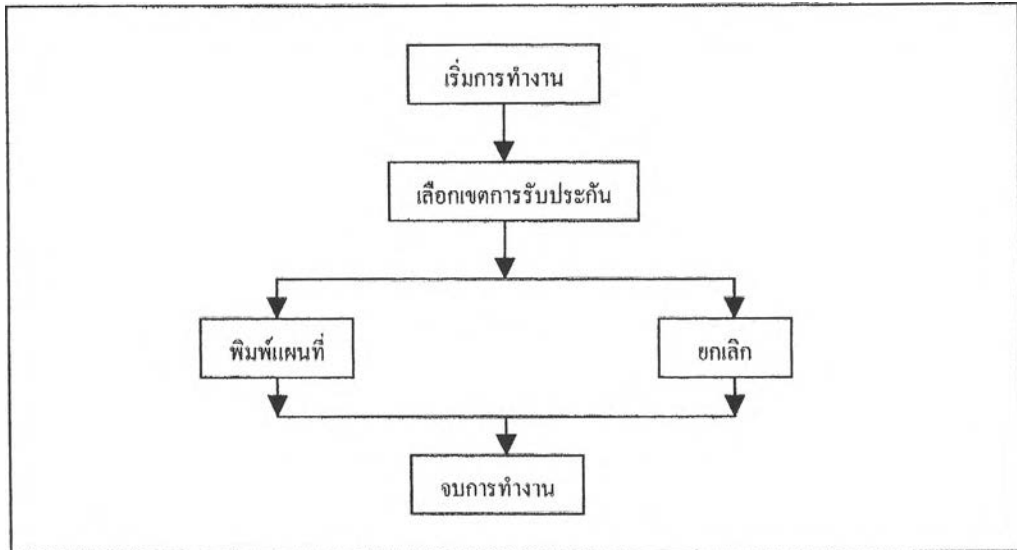 เริ่มการทำงาน
เลือกเขตการรับประกัน
พิมพ์แผนที่
ยกเลิก
จบการทำงาน